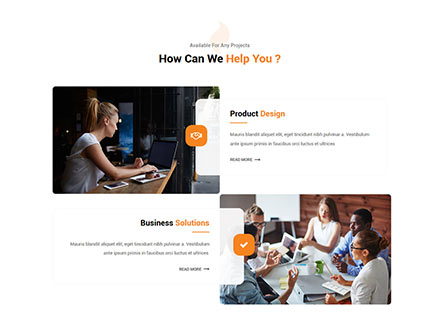 Available For Any Projects
How Can We Help You ?
Product Design
Mauris blandit aliquet elit, eget tincidunt nibh pulvinar a. Vestibulum
ante ipsum primis in faucibus orci luctus et ultrices
READ MORE
Business Solutions
Mauris blandit aliquet elit, eget tincidunt nibh pulvinar a. Vestibulum
ante ipsum primis in faucibus orci luctus et ultrices
READ MORE